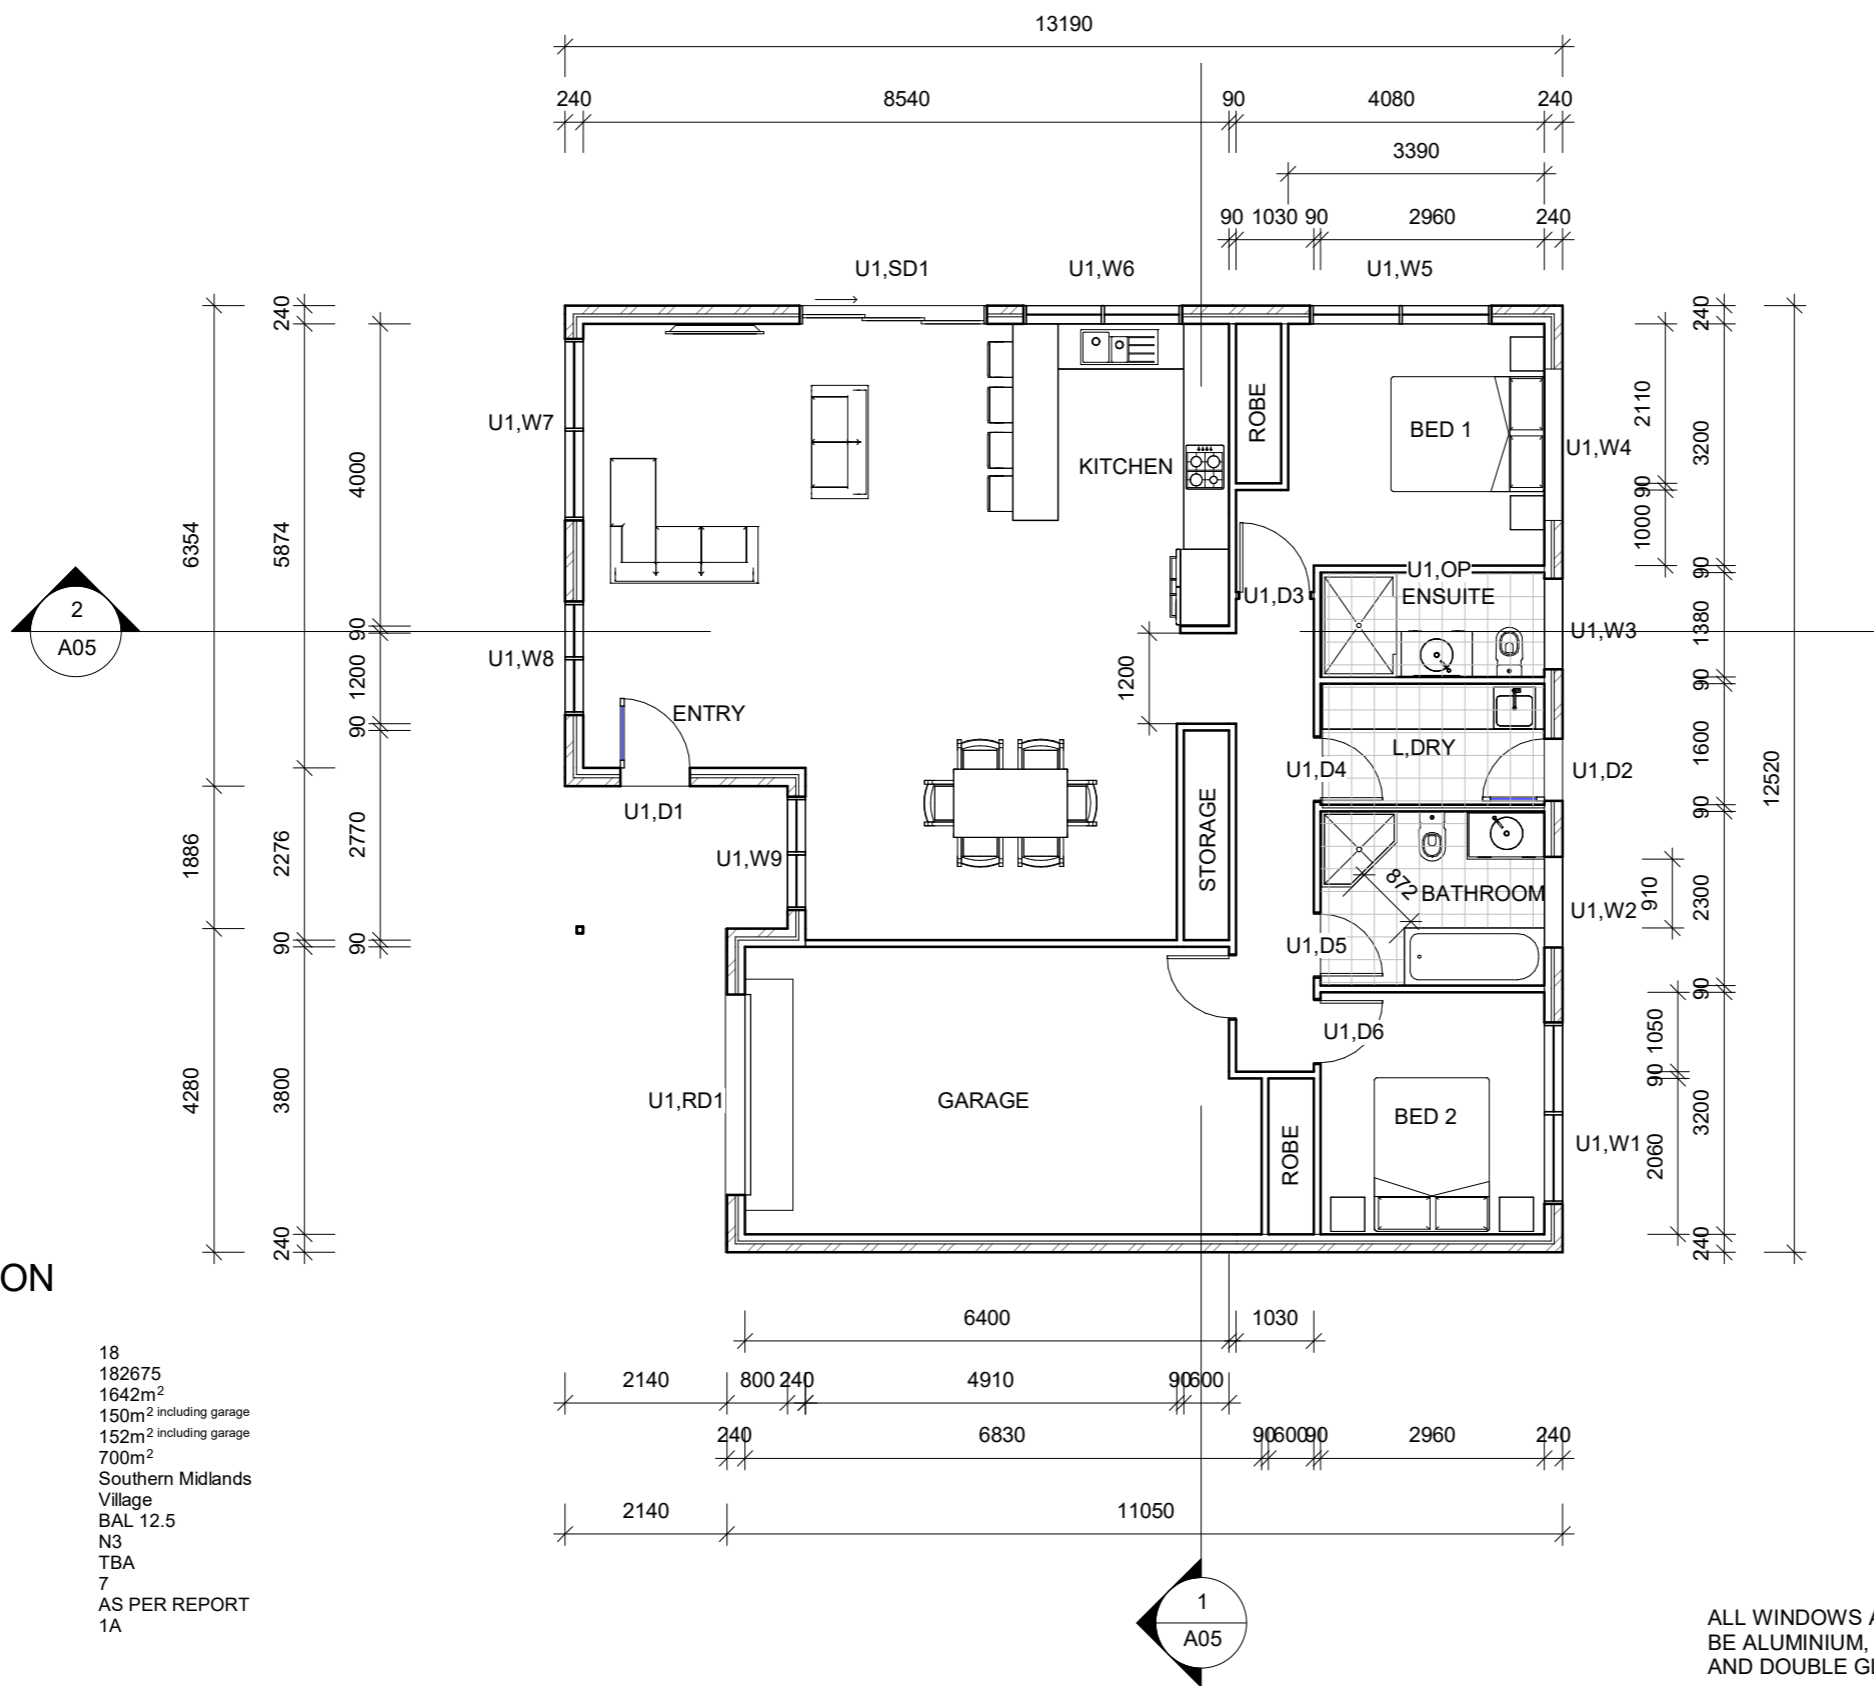 13190
240 8540 90 4080 240
3390
90 1030 90 2960 240
U1,SD1 U1,W6 U1,W5
240
240
U1,W7
ROBE
BED 1
2110
U1,W4
3200
KITCHEN
4000
6354
5874
90
1000
2
A05
U1,OP
90
U1,D3
ENSUITE
1380
90
U1,W3
U1,W8
1200
1200
90
90
ENTRY
L,DRY
1600
U1,D4
U1,D2
12520
U1,D1
90
1886
2276
2770
U1,W9
STORAGE
872
BATHROOM
910
2300
U1,W2
90
90
U1,D5
90
U1,D6
1050
90
4280
3800
U1,RD1
GARAGE
BED 2
3200
ROBE
U1,W1
2060
240
240
ON
6400 1030
2140 800 240 4910 90 600
240 6830 90 600 90 2960 240
2140 11050
1
A05
18
182675
1642m²
150m² including garage
152m² including garage
700m²
Southern Midlands
Village
BAL 12.5
N3
TBA
7
AS PER REPORT
1A
ALL WINDOWS A
BE ALUMINIUM,
AND DOUBLE GL